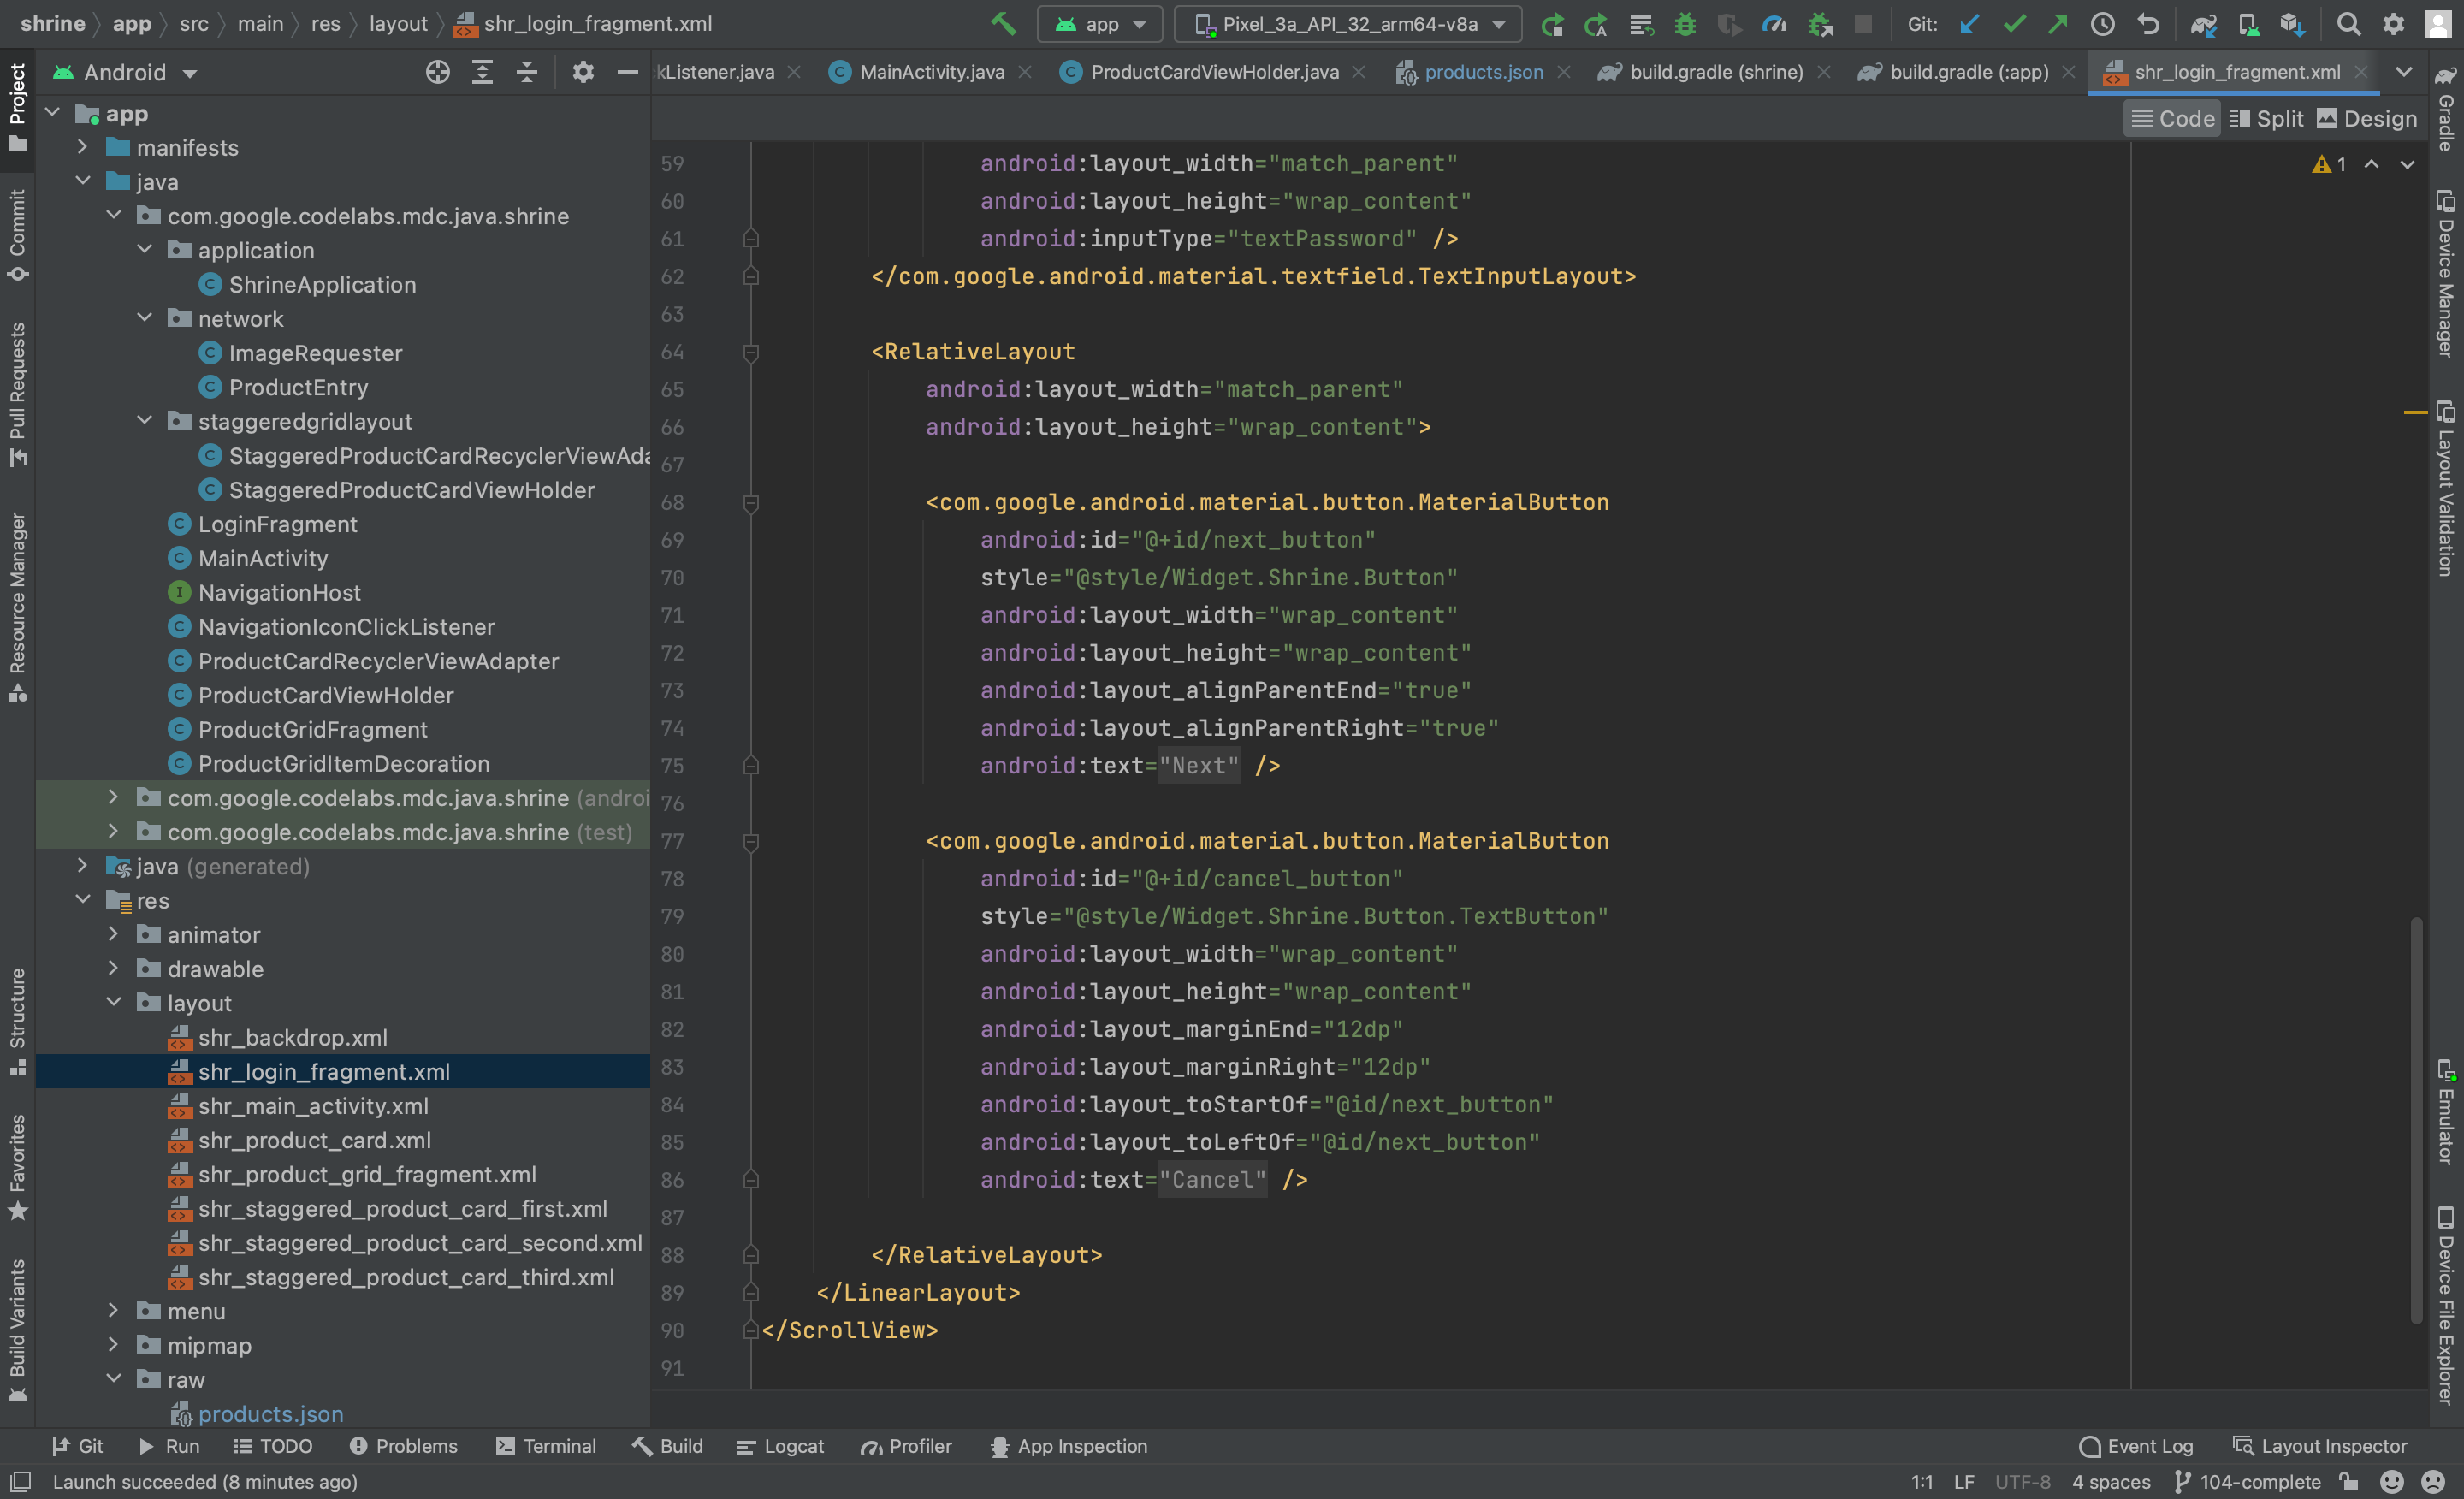 shrine app src main res layout shr_login_fragment.xml app Pixel_3a_API_32_arm64-v8a Git:
Android
kListener.java MainActivity.java ProductCardViewHolder.java products.json build.gradle (shrine) build.gradle (:app) shr_login_fragment.xml
Code Split Design
Project
Commit
Pull Requests
Resource Manager
Structure
Favorites
Build Variants
app
manifests
java
com.google.codelabs.mdc.java.shrine
application
ShrineApplication
network
ImageRequester
ProductEntry
staggeredgridlayout
StaggeredProductCardRecyclerViewAda
StaggeredProductCardViewHolder
LoginFragment
MainActivity
NavigationHost
NavigationIconClickListener
ProductCardRecyclerViewAdapter
ProductCardViewHolder
ProductGridFragment
ProductGridItemDecoration
com.google.codelabs.mdc.java.shrine (androi
com.google.codelabs.mdc.java.shrine (test)
java (generated)
res
animator
drawable
layout
shr_backdrop.xml
shr_login_fragment.xml
shr_main_activity.xml
shr_product_card.xml
shr_product_grid_fragment.xml
shr_staggered_product_card_first.xml
shr_staggered_product_card_second.xml
shr_staggered_product_card_third.xml
menu
mipmap
raw
products.json
1
59 android:layout_width="match_parent"
60 android:layout_height="wrap_content"
61 android:inputType="textPassword" />
62 </com.google.android.material.textfield.TextInputLayout>
63
64 <RelativeLayout
65 android:layout_width="match_parent"
66 android:layout_height="wrap_content">
67
68 <com.google.android.material.button.MaterialButton
69 android:id="@+id/next_button"
70 style="@style/Widget.Shrine.Button"
71 android:layout_width="wrap_content"
72 android:layout_height="wrap_content"
73 android:layout_alignParentEnd="true"
74 android:layout_alignParentRight="true"
75 android:text="Next" />
76
77 <com.google.android.material.button.MaterialButton
78 android:id="@+id/cancel_button"
79 style="@style/Widget.Shrine.Button.TextButton"
80 android:layout_width="wrap_content"
81 android:layout_height="wrap_content"
82 android:layout_marginEnd="12dp"
83 android:layout_marginRight="12dp"
84 android:layout_toStartOf="@id/next_button"
85 android:layout_toLeftOf="@id/next_button"
86 android:text="Cancel" />
87
88 </RelativeLayout>
89 </LinearLayout>
90 </ScrollView>
91
Gradle
Device Manager
Layout Validation
Emulator
Device File Explorer
Git Run TODO Problems Terminal Build Logcat Profiler App Inspection Event Log Layout Inspector
Launch succeeded (8 minutes ago) 1:1 LF UTF-8 4 spaces 104-complete